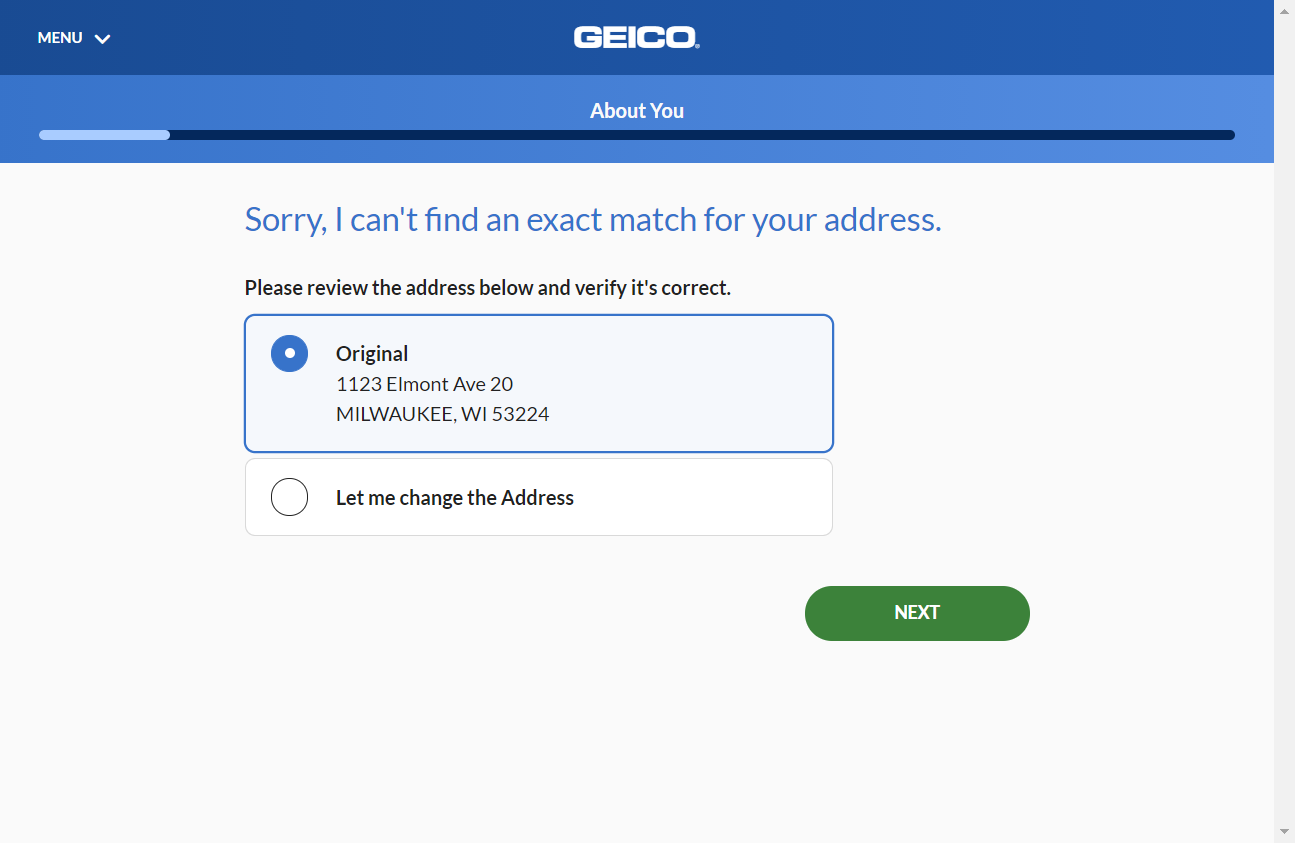 MENU
GEICO
About You
Sorry, I can't find an exact match for your address.
Please review the address below and verify it's correct.
Original
1123 Elmont Ave 20
MILWAUKEE, WI 53224
Let me change the Address
NEXT